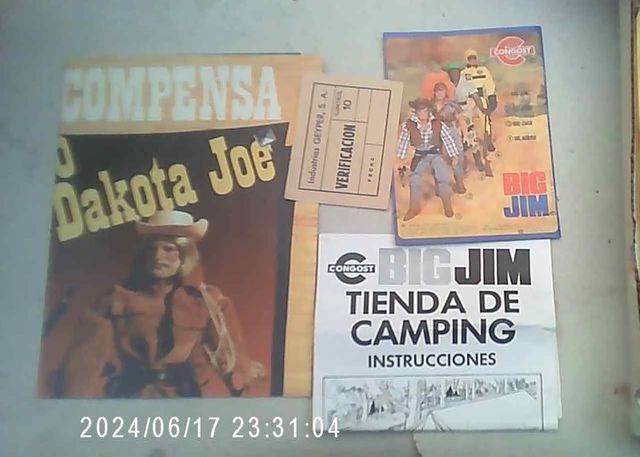 COMPENSA
Dakota Joe
Industrias GEYPER, S. A.
VERIFICACION
CONTROL
10
FECHA
CONGOST
BIG
JIM
CONGOST
BIG JIM
TIENDA DE
CAMPING
INSTRUCCIONES
2024/06/17 23:31:04